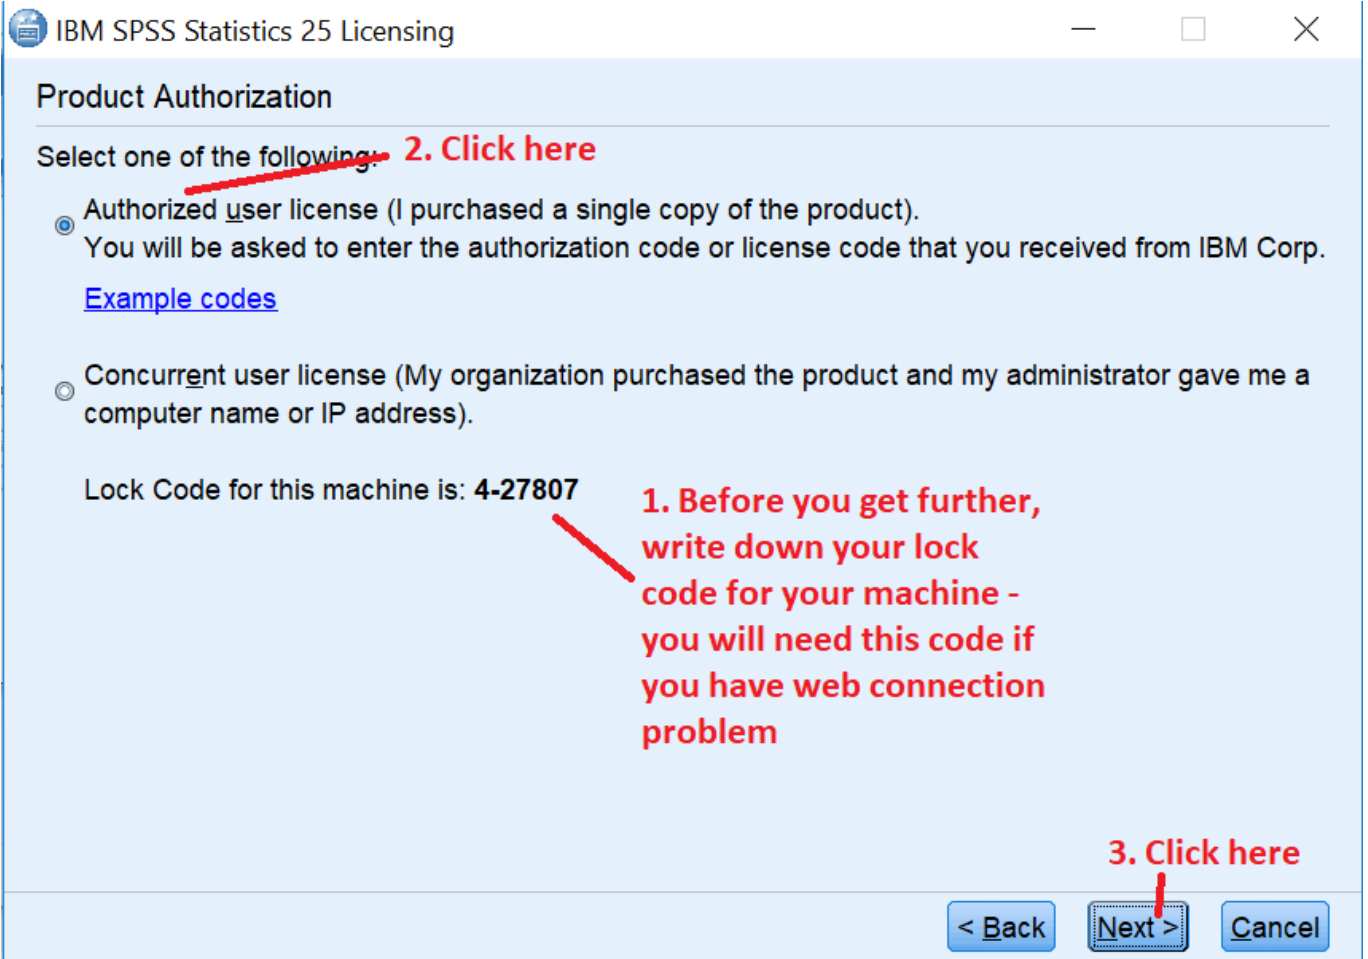 IBM SPSS Statistics 25 Licensing
Product Authorization
Select one of the following:
2. Click here
Authorized user license (I purchased a single copy of the product).
You will be asked to enter the authorization code or license code that you received from IBM Corp.
Example codes
Concurrent user license (My organization purchased the product and my administrator gave me a
computer name or IP address).
Lock Code for this machine is: 4-27807
1. Before you get further,
write down your lock
code for your machine -
you will need this code if
you have web connection
problem
3. Click here
< Back
Next >
Cancel